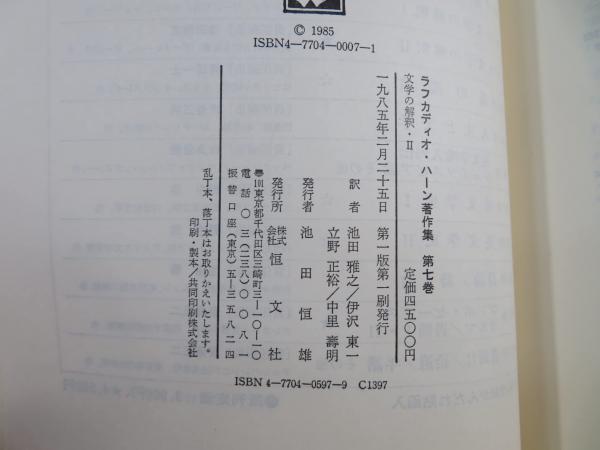 © 1985
ISBN4—7704—0007—1
ラフカディオ・ハーン著作集　第七巻
文学の解釈・Ⅱ
定価四五〇〇円
一九八五年二月二十五日　第一版第一刷発行
訳者　池田雅之／伊沢東一
立野正裕／中里壽明
発行者　池田恒雄
発行所　株式会社　恒文社
〠101東京都千代田区三崎町三—一〇—一〇
電話〇三(二三八)〇〇八一
振替口座(東京)五—三五八二四
乱丁本、落丁本はお取りかえいたします。
印刷・製本／共同印刷株式会社
ISBN 4—7704—0597—9　C1397